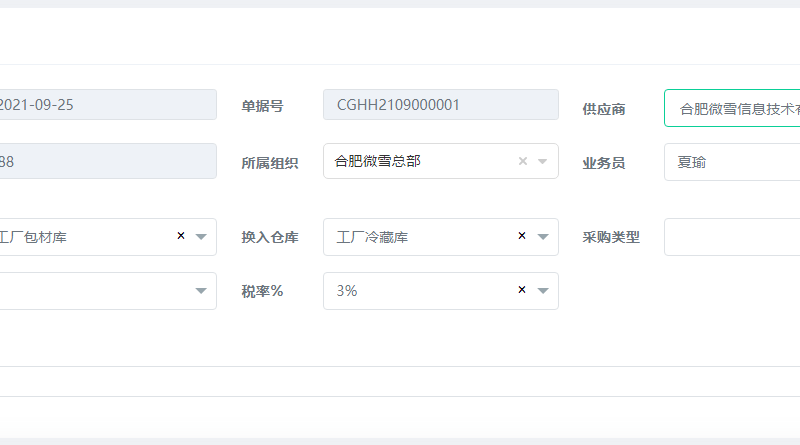 2021-09-25 单据号 CGHH2109000001 供应商 合肥微雪信息技术
88 所属组织 合肥微雪总部 × 业务员 夏瑜
工厂包材库 × 换入仓库 工厂冷藏库 × 采购类型
税率% 3% ×